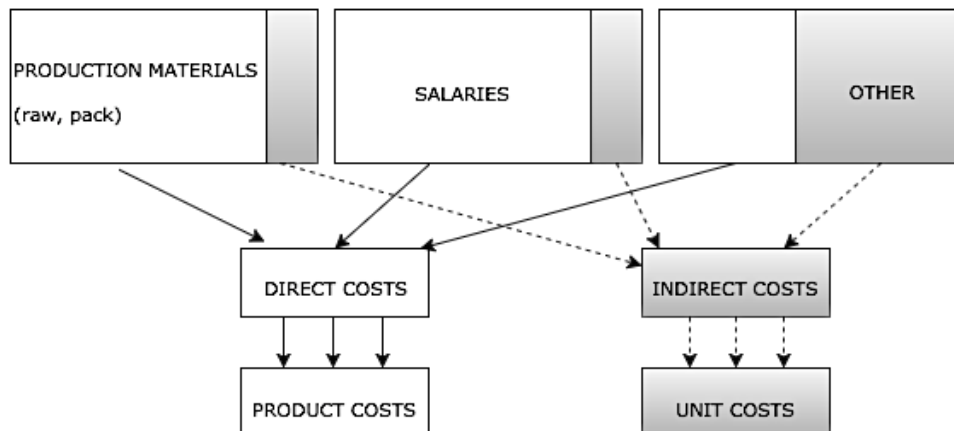 PRODUCTION MATERIALS
(raw, pack)
SALARIES
OTHER
DIRECT COSTS
INDIRECT COSTS
PRODUCT COSTS
UNIT COSTS